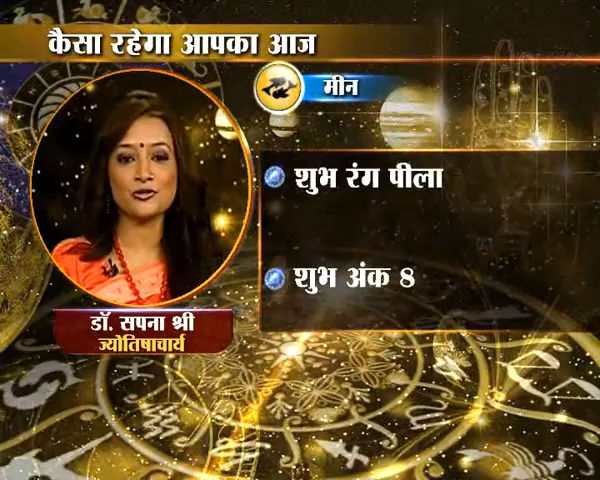 कैसा रहेगा आपका आज
मीन
शुभ रंग पीला
शुभ अंक 8
डॉ. सपना श्री
ज्योतिषाचार्य